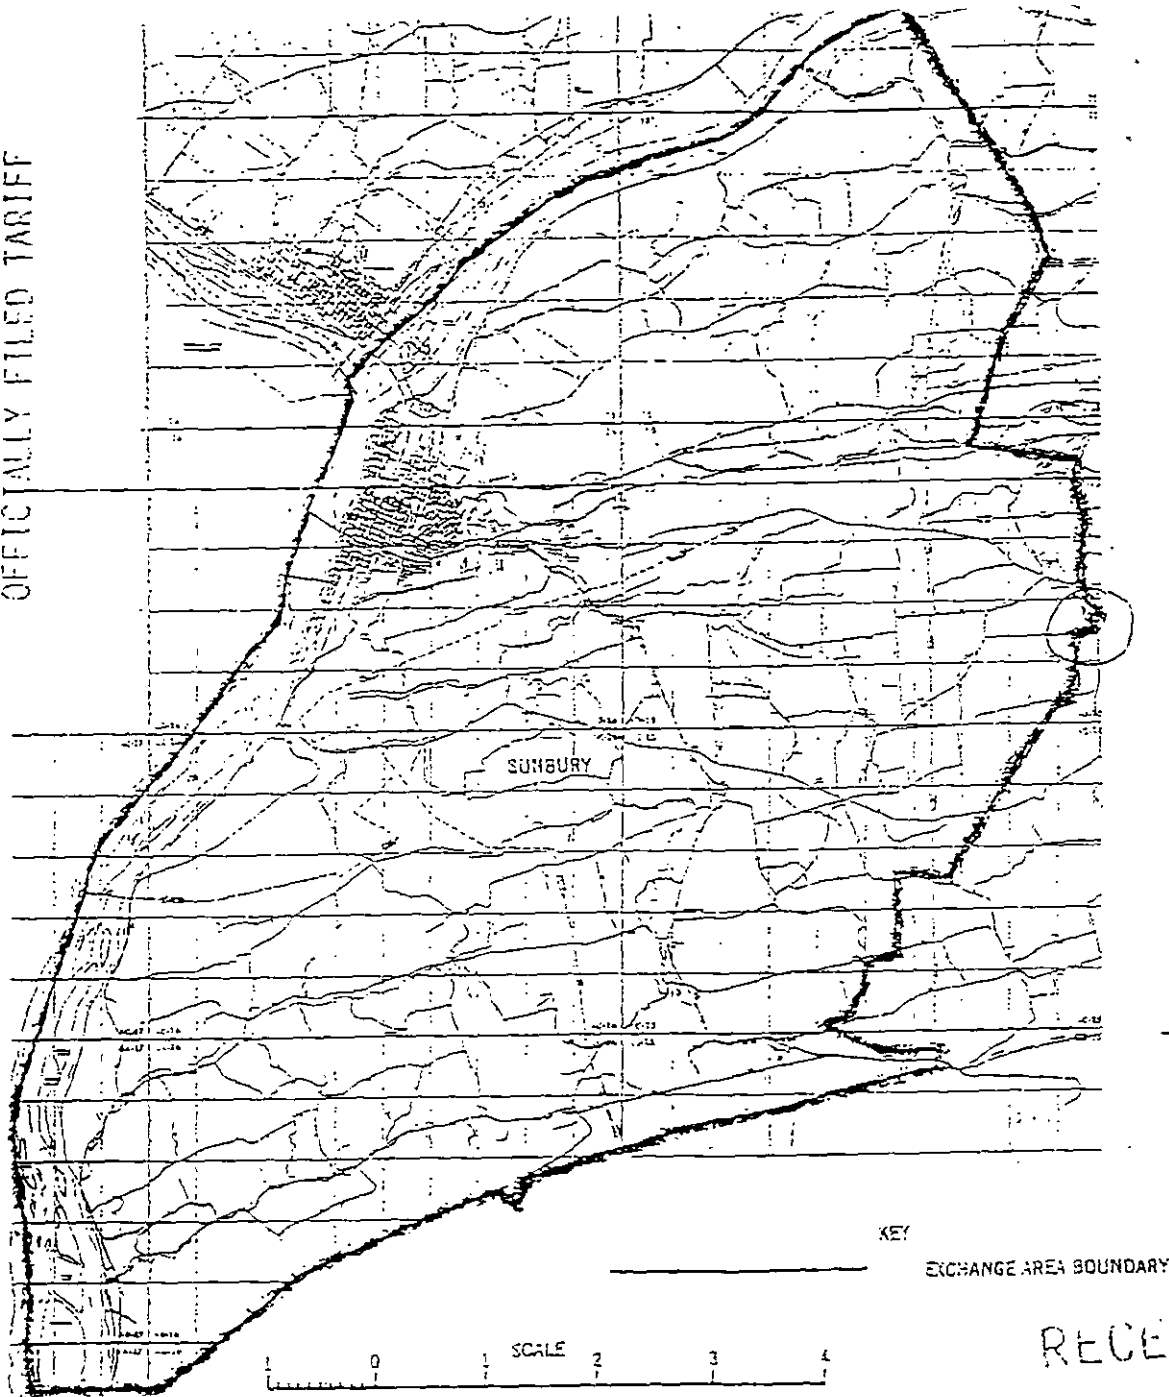 OFFICIALLY FILED TARIFF
SUNBURY
KEY
EXCHANGE AREA BOUNDARY
SCALE
1 0 1 2 3 4
RECE